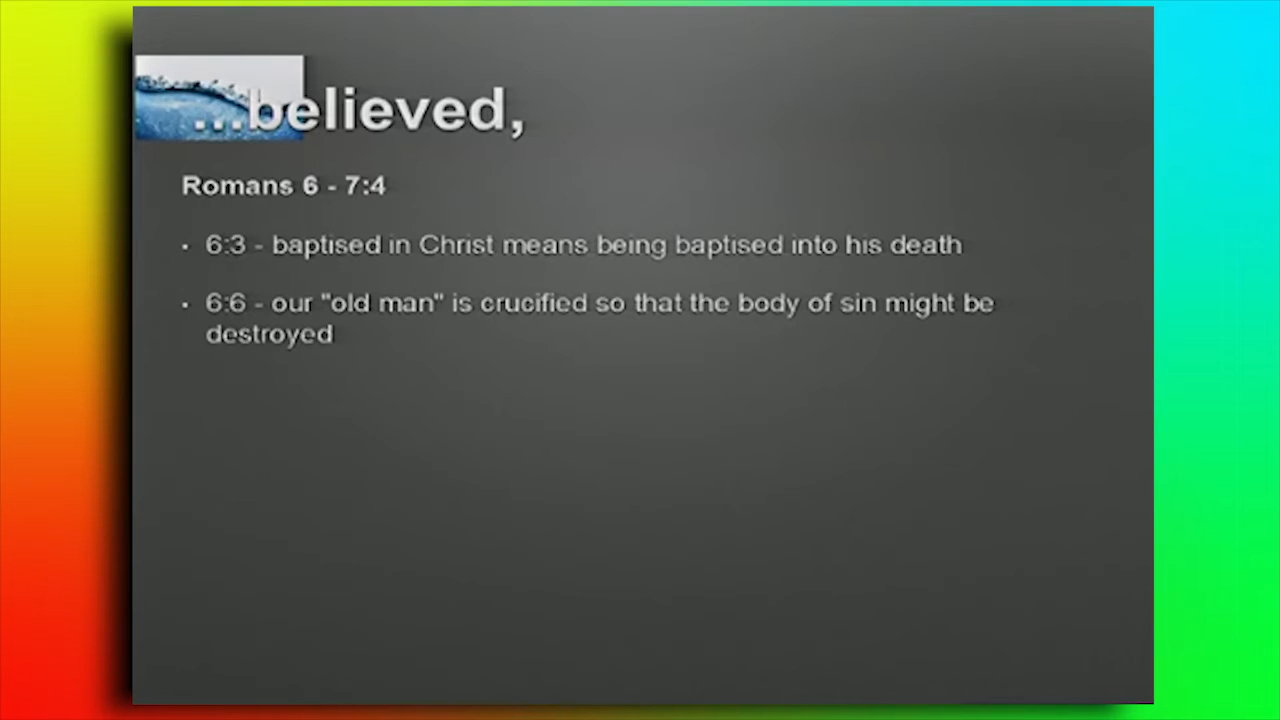 ...believed,
Romans 6 - 7:4
• 6:3 - baptised in Christ means being baptised into his death
• 6:6 - our "old man" is crucified so that the body of sin might be
destroyed